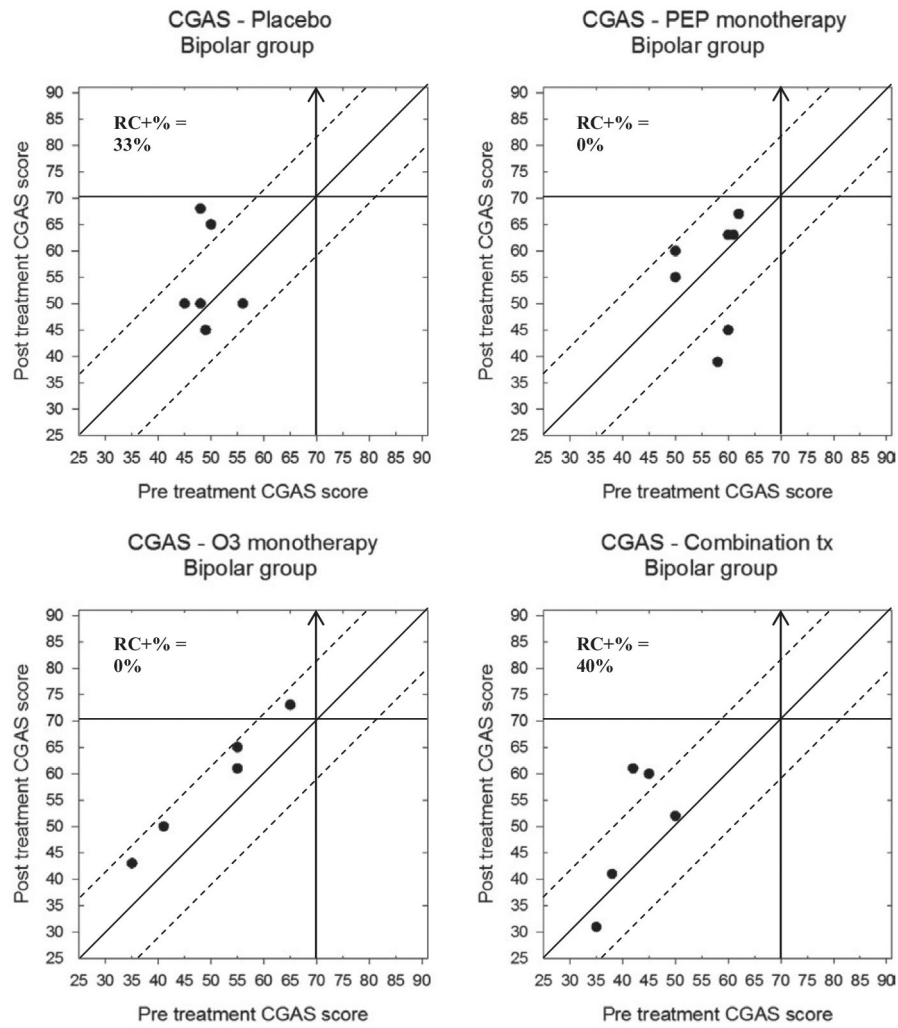 CGAS - Placebo
Bipolar group
RC+% =
33%
Post treatment CGAS score
90
85
80
75
70
65
60
55
50
45
40
35
30
25
25 30 35 40 45 50 55 60 65 70 75 80 85 90
Pre treatment CGAS score
CGAS - PEP monotherapy
Bipolar group
RC+% =
0%
Post treatment CGAS score
90
85
80
75
70
65
60
55
50
45
40
35
30
25
25 30 35 40 45 50 55 60 65 70 75 80 85 90
Pre treatment CGAS score
CGAS - O3 monotherapy
Bipolar group
RC+% =
0%
Post treatment CGAS score
90
85
80
75
70
65
60
55
50
45
40
35
30
25
25 30 35 40 45 50 55 60 65 70 75 80 85 90
Pre treatment CGAS score
CGAS - Combination tx
Bipolar group
RC+% =
40%
Post treatment CGAS score
90
85
80
75
70
65
60
55
50
45
40
35
30
25
25 30 35 40 45 50 55 60 65 70 75 80 85 90
Pre treatment CGAS score